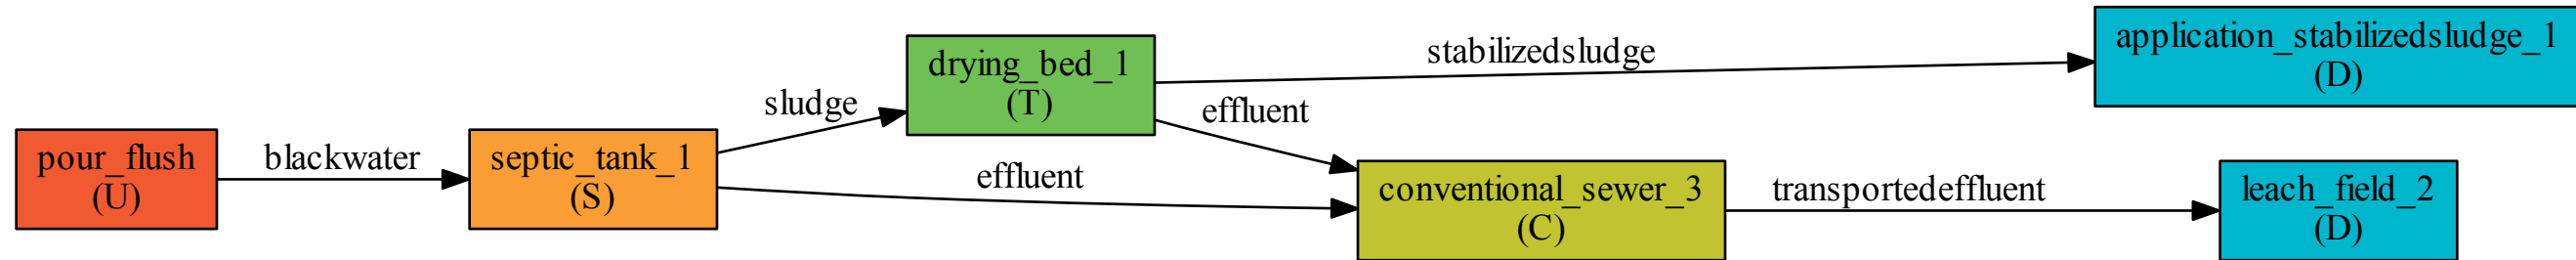 pour_flush
(U)
blackwater
septic_tank_1
(S)
sludge
effluent
drying_bed_1
(T)
stabilizedsludge
effluent
conventional_sewer_3
(C)
transportedeffluent
application_stabilizedsludge_1
(D)
leach_field_2
(D)